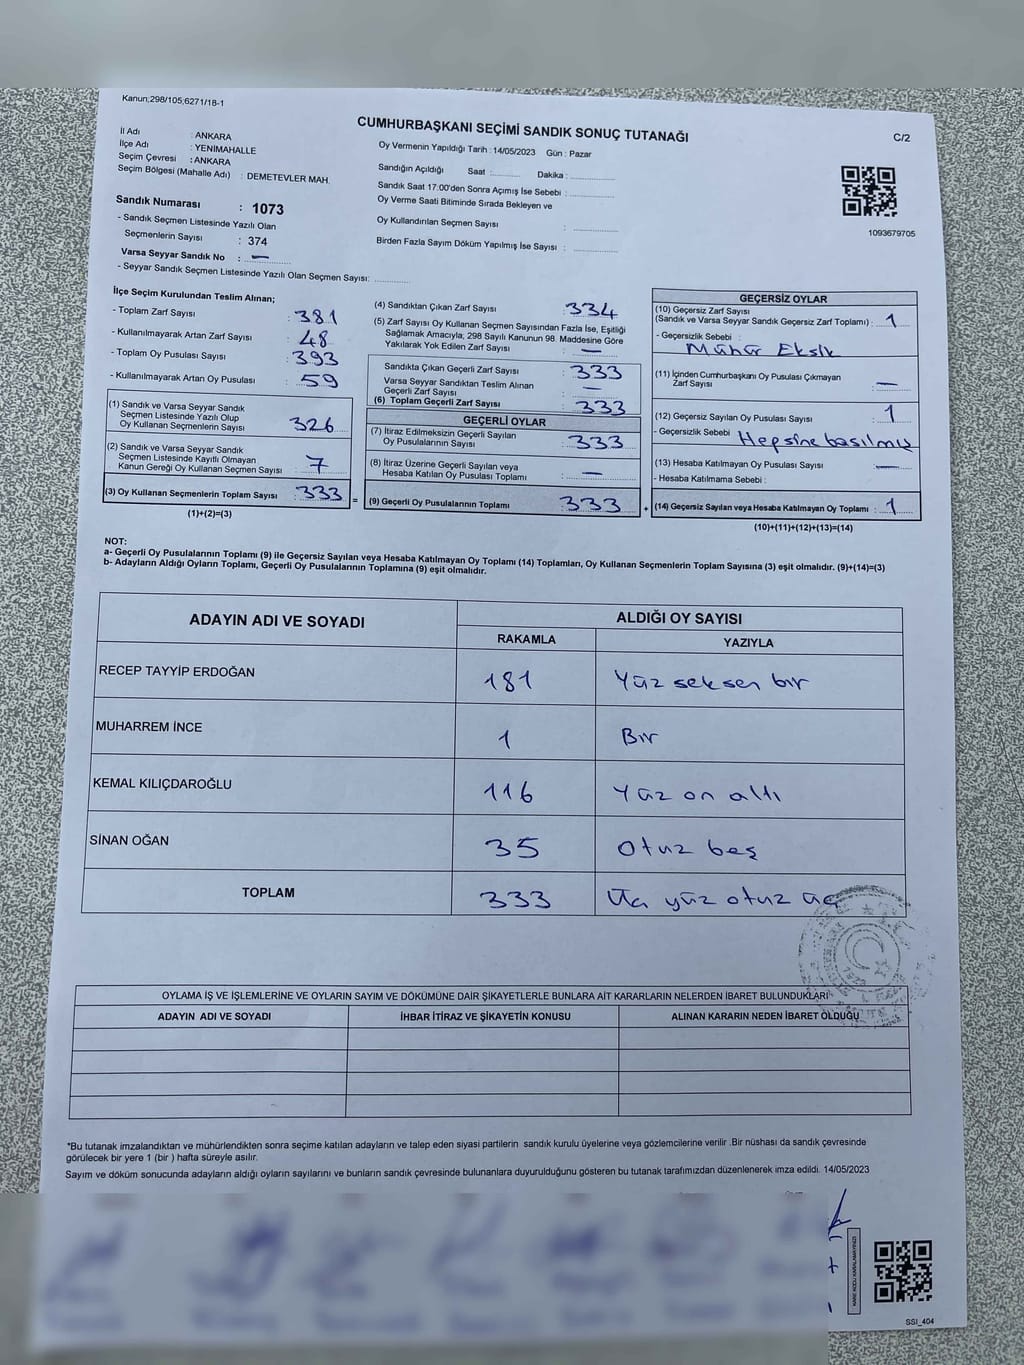 Kanun;298/105;6271/18-1
CUMHURBAŞKANI SEÇİMİ SANDIK SONUÇ TUTANAĞI
C/2
İl Adı : ANKARA
İlçe Adı : YENİMAHALLE
Seçim Çevresi : ANKARA
Seçim Bölgesi (Mahalle Adı) : DEMETEVLER MAH.
Sandık Numarası : 1073
- Sandık Seçmen Listesinde Yazılı Olan
Seçmenlerin Sayısı : 374
Varsa Seyyar Sandık No : —
- Seyyar Sandık Seçmen Listesinde Yazılı Olan Seçmen Sayısı:
Oy Vermenin Yapıldığı Tarih : 14/05/2023 Gün : Pazar
Sandığın Açıldığı Saat : Dakika :
Sandık Saat 17:00'den Sonra Açımış İse Sebebi :
Oy Verme Saati Bitiminde Sırada Bekleyen ve
Oy Kullandırılan Seçmen Sayısı :
Birden Fazla Sayım Döküm Yapılmış İse Sayısı :
1093679705
İlçe Seçim Kurulundan Teslim Alınan;
- Toplam Zarf Sayısı : 381
- Kullanılmayarak Artan Zarf Sayısı : 48
- Toplam Oy Pusulası Sayısı : 393
- Kullanılmayarak Artan Oy Pusulası : 59
(1) Sandık ve Varsa Seyyar Sandık
Seçmen Listesinde Yazılı Olup
Oy Kullanan Seçmenlerin Sayısı : 326
(2) Sandık ve Varsa Seyyar Sandık
Seçmen Listesinde Kayıtlı Olmayan
Kanun Gereği Oy Kullanan Seçmen Sayısı : 7
(3) Oy Kullanan Seçmenlerin Toplam Sayısı : 333
(1)+(2)=(3)
=
(4) Sandıktan Çıkan Zarf Sayısı : 334
(5) Zarf Sayısı Oy Kullanan Seçmen Sayısından Fazla İse, Eşitliği
Sağlamak Amacıyla, 298 Sayılı Kanunun 98. Maddesine Göre
Yakılarak Yok Edilen Zarf Sayısı : —
Sandıkta Çıkan Geçerli Zarf Sayısı : 333
Varsa Seyyar Sandıktan Teslim Alınan
Geçerli Zarf Sayısı : —
(6) Toplam Geçerli Zarf Sayısı : 333
GEÇERLİ OYLAR
(7) İtiraz Edilmeksizin Geçerli Sayılan
Oy Pusulalarının Sayısı : 333
(8) İtiraz Üzerine Geçerli Sayılan veya
Hesaba Katılan Oy Pusulası Toplamı : —
(9) Geçerli Oy Pusulalarının Toplamı : 333
+
GEÇERSİZ OYLAR
(10) Geçersiz Zarf Sayısı
(Sandık ve Varsa Seyyar Sandık Geçersiz Zarf Toplamı) : 1
- Geçersizlik Sebebi :
Mühür Eksik
(11) İçinden Cumhurbaşkanı Oy Pusulası Çıkmayan
Zarf Sayısı : —
(12) Geçersiz Sayılan Oy Pusulası Sayısı : 1
- Geçersizlik Sebebi : Hepsine basılmış
(13) Hesaba Katılmayan Oy Pusulası Sayısı : —
- Hesaba Katılmama Sebebi :
(14) Geçersiz Sayılan veya Hesaba Katılmayan Oy Toplamı : 1
(10)+(11)+(12)+(13)=(14)
NOT:
a- Geçerli Oy Pusulalarının Toplamı (9) ile Geçersiz Sayılan veya Hesaba Katılmayan Oy Toplamı (14) Toplamları, Oy Kullanan Seçmenlerin Toplam Sayısına (3) eşit olmalıdır. (9)+(14)=(3)
b- Adayların Aldığı Oyların Toplamı, Geçerli Oy Pusulalarının Toplamına (9) eşit olmalıdır.
ADAYIN ADI VE SOYADI ALDIĞI OY SAYISI
RAKAMLA YAZIYLA
RECEP TAYYİP ERDOĞAN 181 Yüz seksen bir
MUHARREM İNCE 1 Bir
KEMAL KILIÇDAROĞLU 116 Yüz on altı
SİNAN OĞAN 35 otuz beş
TOPLAM 333 Üç yüz otuz üç
OYLAMA İŞ VE İŞLEMLERİNE VE OYLARIN SAYIM VE DÖKÜMÜNE DAİR ŞİKAYETLERLE BUNLARA AİT KARARLARIN NELERDEN İBARET BULUNDUKLARI
ADAYIN ADI VE SOYADI İHBAR İTİRAZ VE ŞİKAYETİN KONUSU ALINAN KARARIN NEDEN İBARET OLDUĞU
*Bu tutanak imzalandıktan ve mühürlendikten sonra seçime katılan adayların ve talep eden siyasi partilerin sandık kurulu üyelerine veya gözlemcilerine verilir .Bir nüshası da sandık çevresinde
görülecek bir yere 1 (bir ) hafta süreyle asılır.
Sayım ve döküm sonucunda adayların aldığı oyların sayılarını ve bunların sandık çevresinde bulunanlara duyurulduğunu gösteren bu tutanak tarafımızdan düzenlenerek imza edildi. 14/05/2023
SSI_404